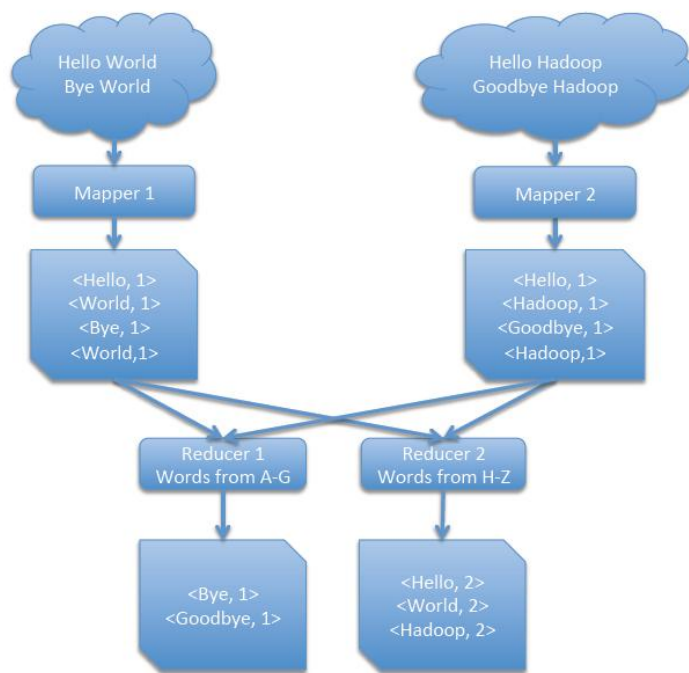 Hello World
Bye World
Hello Hadoop
Goodbye Hadoop
Mapper 1
Mapper 2
<Hello, 1>
<World, 1>
<Bye, 1>
<World,1>
<Hello, 1>
<Hadoop, 1>
<Goodbye, 1>
<Hadoop,1>
Reducer 1
Words from A-G
Reducer 2
Words from H-Z
<Bye, 1>
<Goodbye, 1>
<Hello, 2>
<World, 2>
<Hadoop, 2>